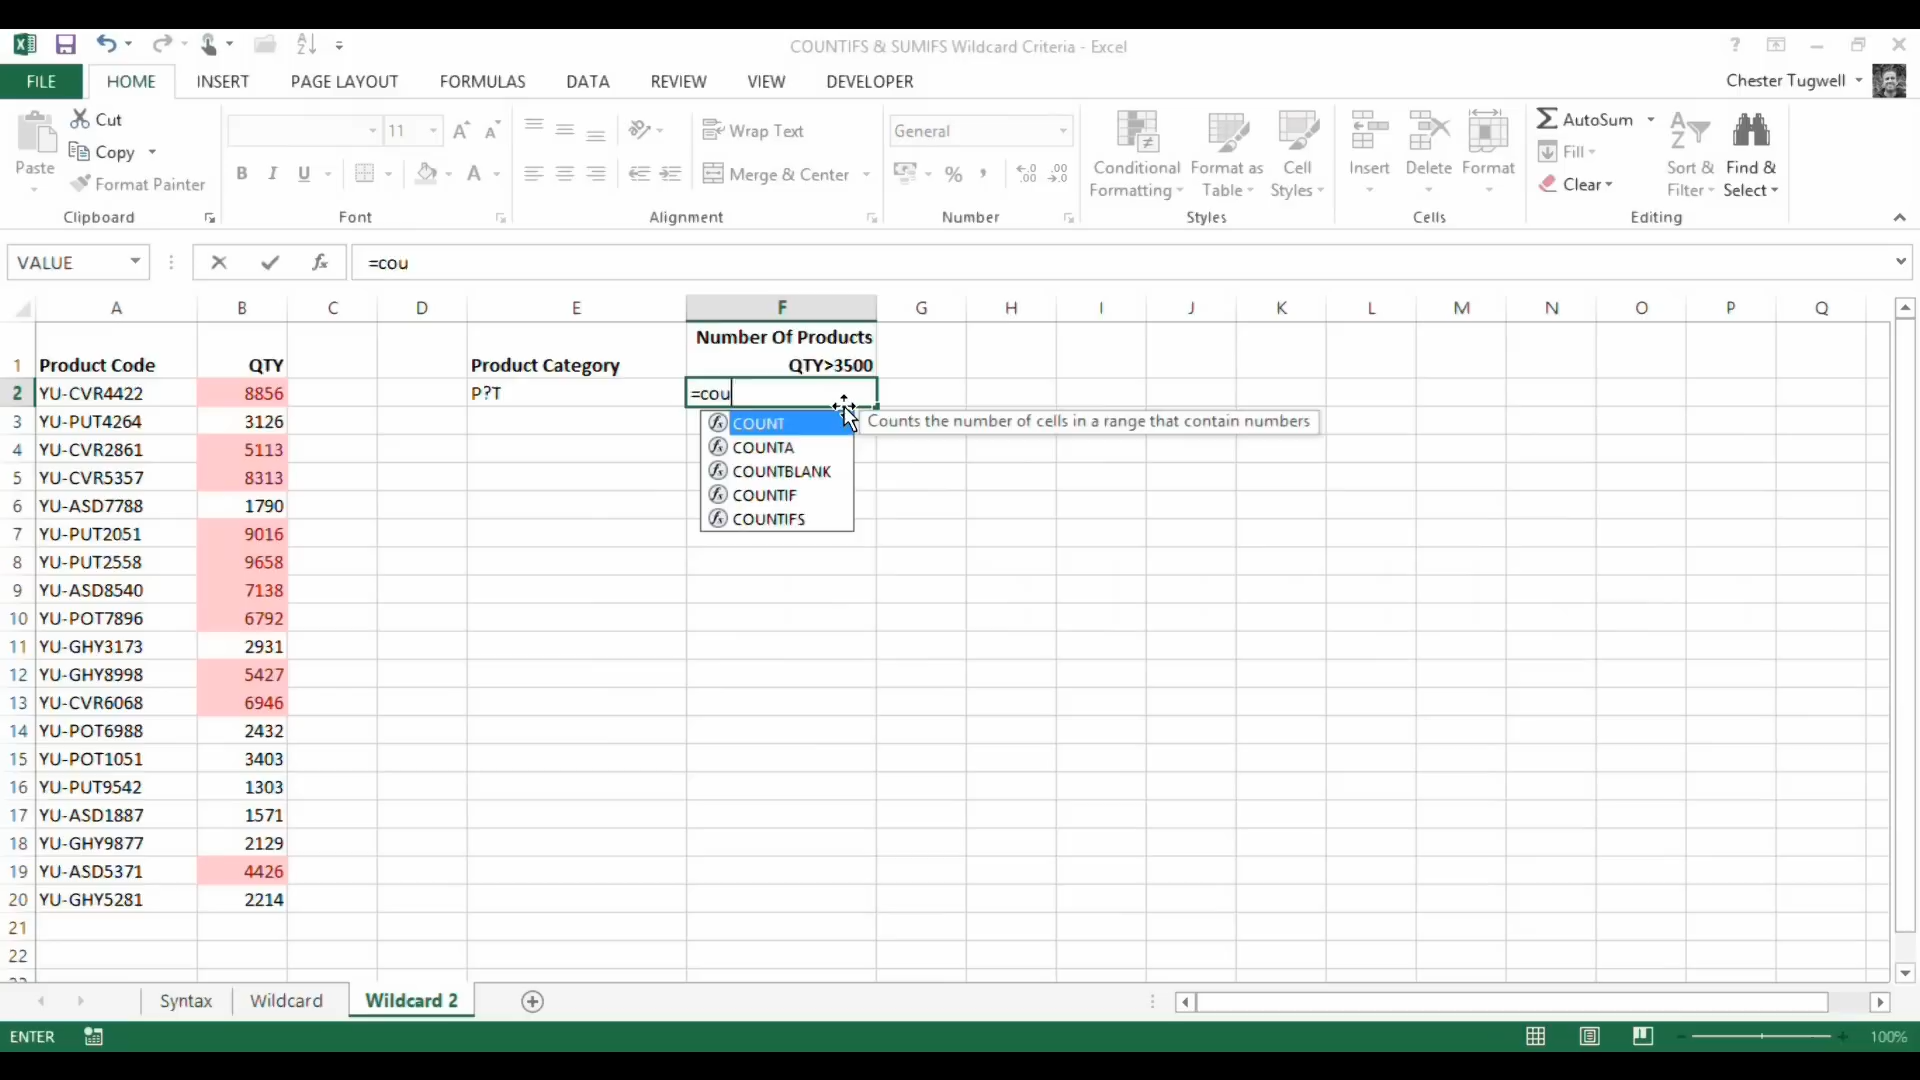 COUNTIFS & SUMIFS Wildcard Criteria - Excel
?
FILE HOME INSERT PAGE LAYOUT FORMULAS DATA REVIEW VIEW DEVELOPER Chester Tugwell
Paste
Cut
Copy
Format Painter
Clipboard
11
A A
B I U A
Font
Wrap Text
Merge & Center
Alignment
General
% ,
Number
Conditional Formatting
Format as Table
Cell Styles
Styles
Insert Delete Format
Cells
AutoSum
Fill
Clear
Sort & Filter
Find & Select
Editing
VALUE fx =cou
A B C D E F G H I J K L M N O P Q
Number Of Products
1 Product Code QTY Product Category QTY>3500
2 YU-CVR4422 8856 P?T =cou
3 YU-PUT4264 3126
4 YU-CVR2861 5113
5 YU-CVR5357 8313
6 YU-ASD7788 1790
7 YU-PUT2051 9016
8 YU-PUT2558 9658
9 YU-ASD8540 7138
10 YU-POT7896 6792
11 YU-GHY3173 2931
12 YU-GHY8998 5427
13 YU-CVR6068 6946
14 YU-POT6988 2432
15 YU-POT1051 3403
16 YU-PUT9542 1303
17 YU-ASD1887 1571
18 YU-GHY9877 2129
19 YU-ASD5371 4426
20 YU-GHY5281 2214
21
22
COUNT Counts the number of cells in a range that contain numbers
COUNTA
COUNTBLANK
COUNTIF
COUNTIFS
Syntax Wildcard Wildcard 2
ENTER 100%